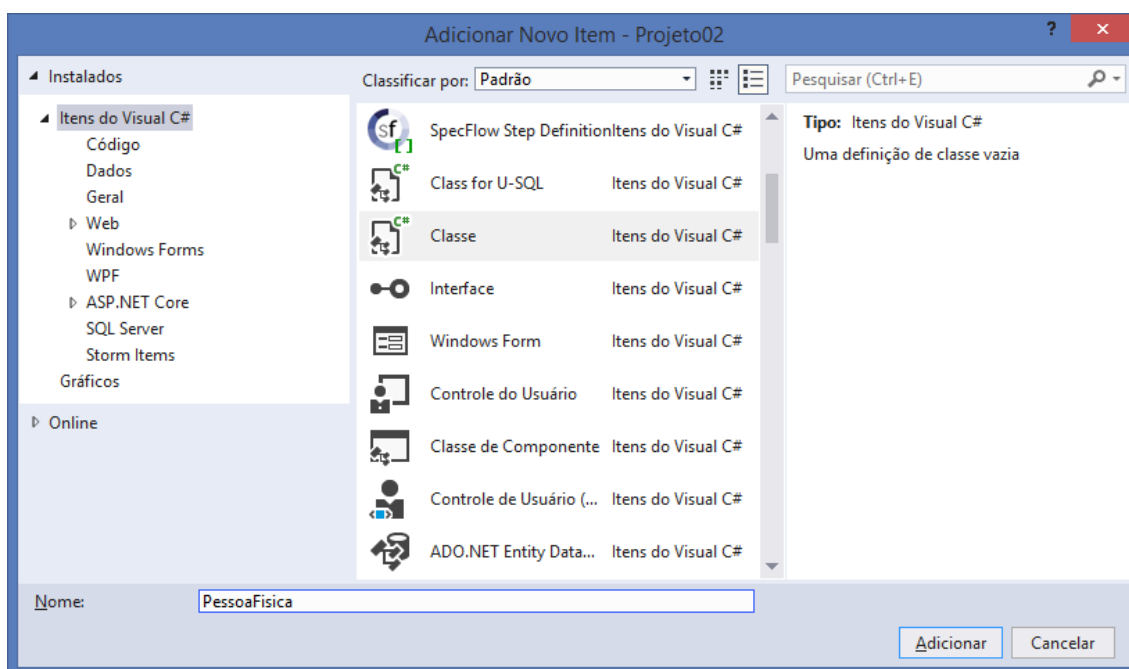 Adicionar Novo Item - Projeto02
?
×
Instalados
Itens do Visual C#
Código
Dados
Geral
Web
Windows Forms
WPF
ASP.NET Core
SQL Server
Storm Items
Gráficos
Online
Classificar por: Padrão
SpecFlow Step Definition Itens do Visual C#
Class for U-SQL Itens do Visual C#
Classe Itens do Visual C#
Interface Itens do Visual C#
Windows Form Itens do Visual C#
Controle do Usuário Itens do Visual C#
Classe de Componente Itens do Visual C#
Controle de Usuário (... Itens do Visual C#
ADO.NET Entity Data... Itens do Visual C#
Pesquisar (Ctrl+E)
Tipo: Itens do Visual C#
Uma definição de classe vazia
Nome: PessoaFisica
Adicionar Cancelar